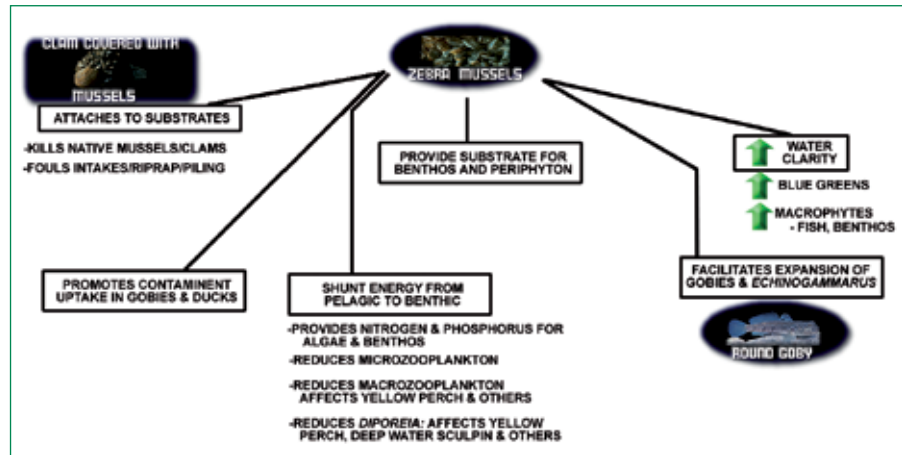 CLAM COVERED WITH
MUSSELS
ZEBRA MUSSELS
ATTACHES TO SUBSTRATES
-KILLS NATIVE MUSSELS/CLAMS
-FOULS INTAKES/RIPRAP/PILING
PROVIDE SUBSTRATE FOR
BENTHOS AND PERIPHYTON
WATER
CLARITY
BLUE GREENS
MACROPHYTES
- FISH, BENTHOS
PROMOTES CONTAMINENT
UPTAKE IN GOBIES & DUCKS
SHUNT ENERGY FROM
PELAGIC TO BENTHIC
-PROVIDES NITROGEN & PHOSPHORUS FOR
ALGAE & BENTHOS
-REDUCES MICROZOOPLANKTON
-REDUCES MACROZOOPLANKTON
AFFECTS YELLOW PERCH & OTHERS
-REDUCES DIPOREIA: AFFECTS YELLOW
PERCH, DEEP WATER SCULPIN & OTHERS
FACILITATES EXPANSION OF
GOBIES & ECHINOGAMMARUS
ROUND GOBY